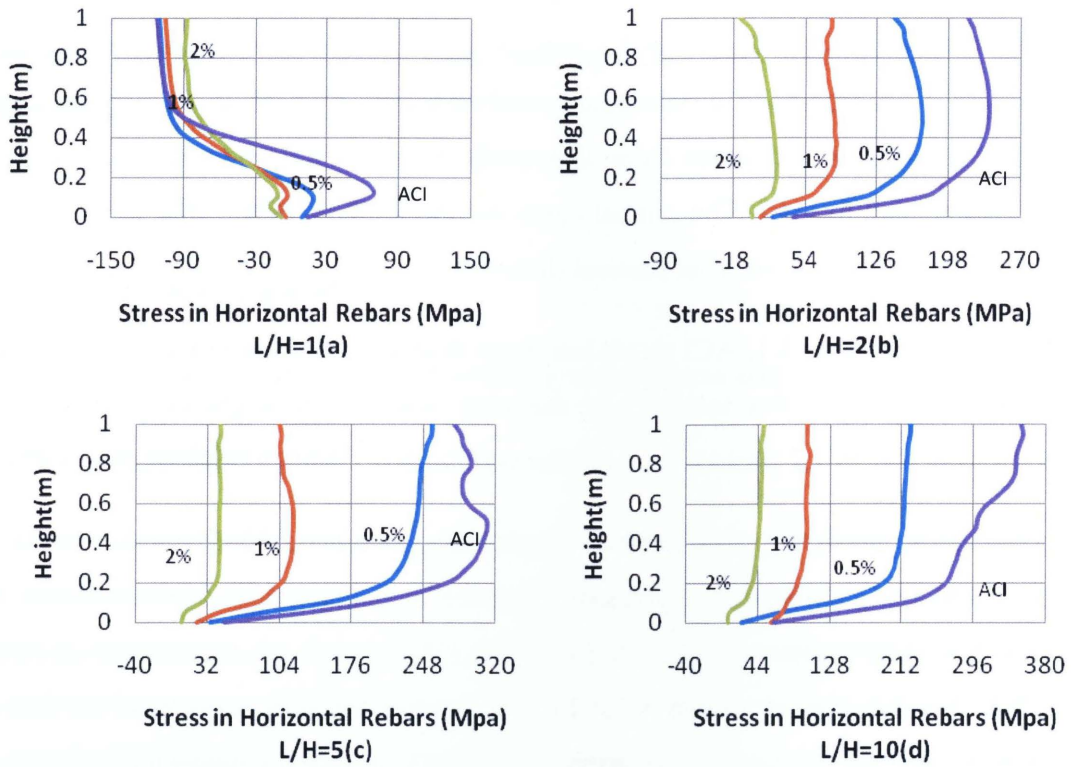 1
0.8
0.6
0.4
0.2
0
Height(m)
2%
1%
0.5%
ACI
-150 -90 -30 30 90 150
Stress in Horizontal Rebars (Mpa)
L/H=1(a)
1
0.8
0.6
0.4
0.2
0
Height(m)
2%
1%
0.5%
ACI
-90 -18 54 126 198 270
Stress in Horizontal Rebars (MPa)
L/H=2(b)
1
0.8
0.6
0.4
0.2
0
Height(m)
2%
1%
0.5%
ACI
-40 32 104 176 248 320
Stress in Horizontal Rebars (Mpa)
L/H=5(c)
1
0.8
0.6
0.4
0.2
0
Height(m)
2%
1%
0.5%
ACI
-40 44 128 212 296 380
Stress in Horizontal Rebars (Mpa)
L/H=10(d)